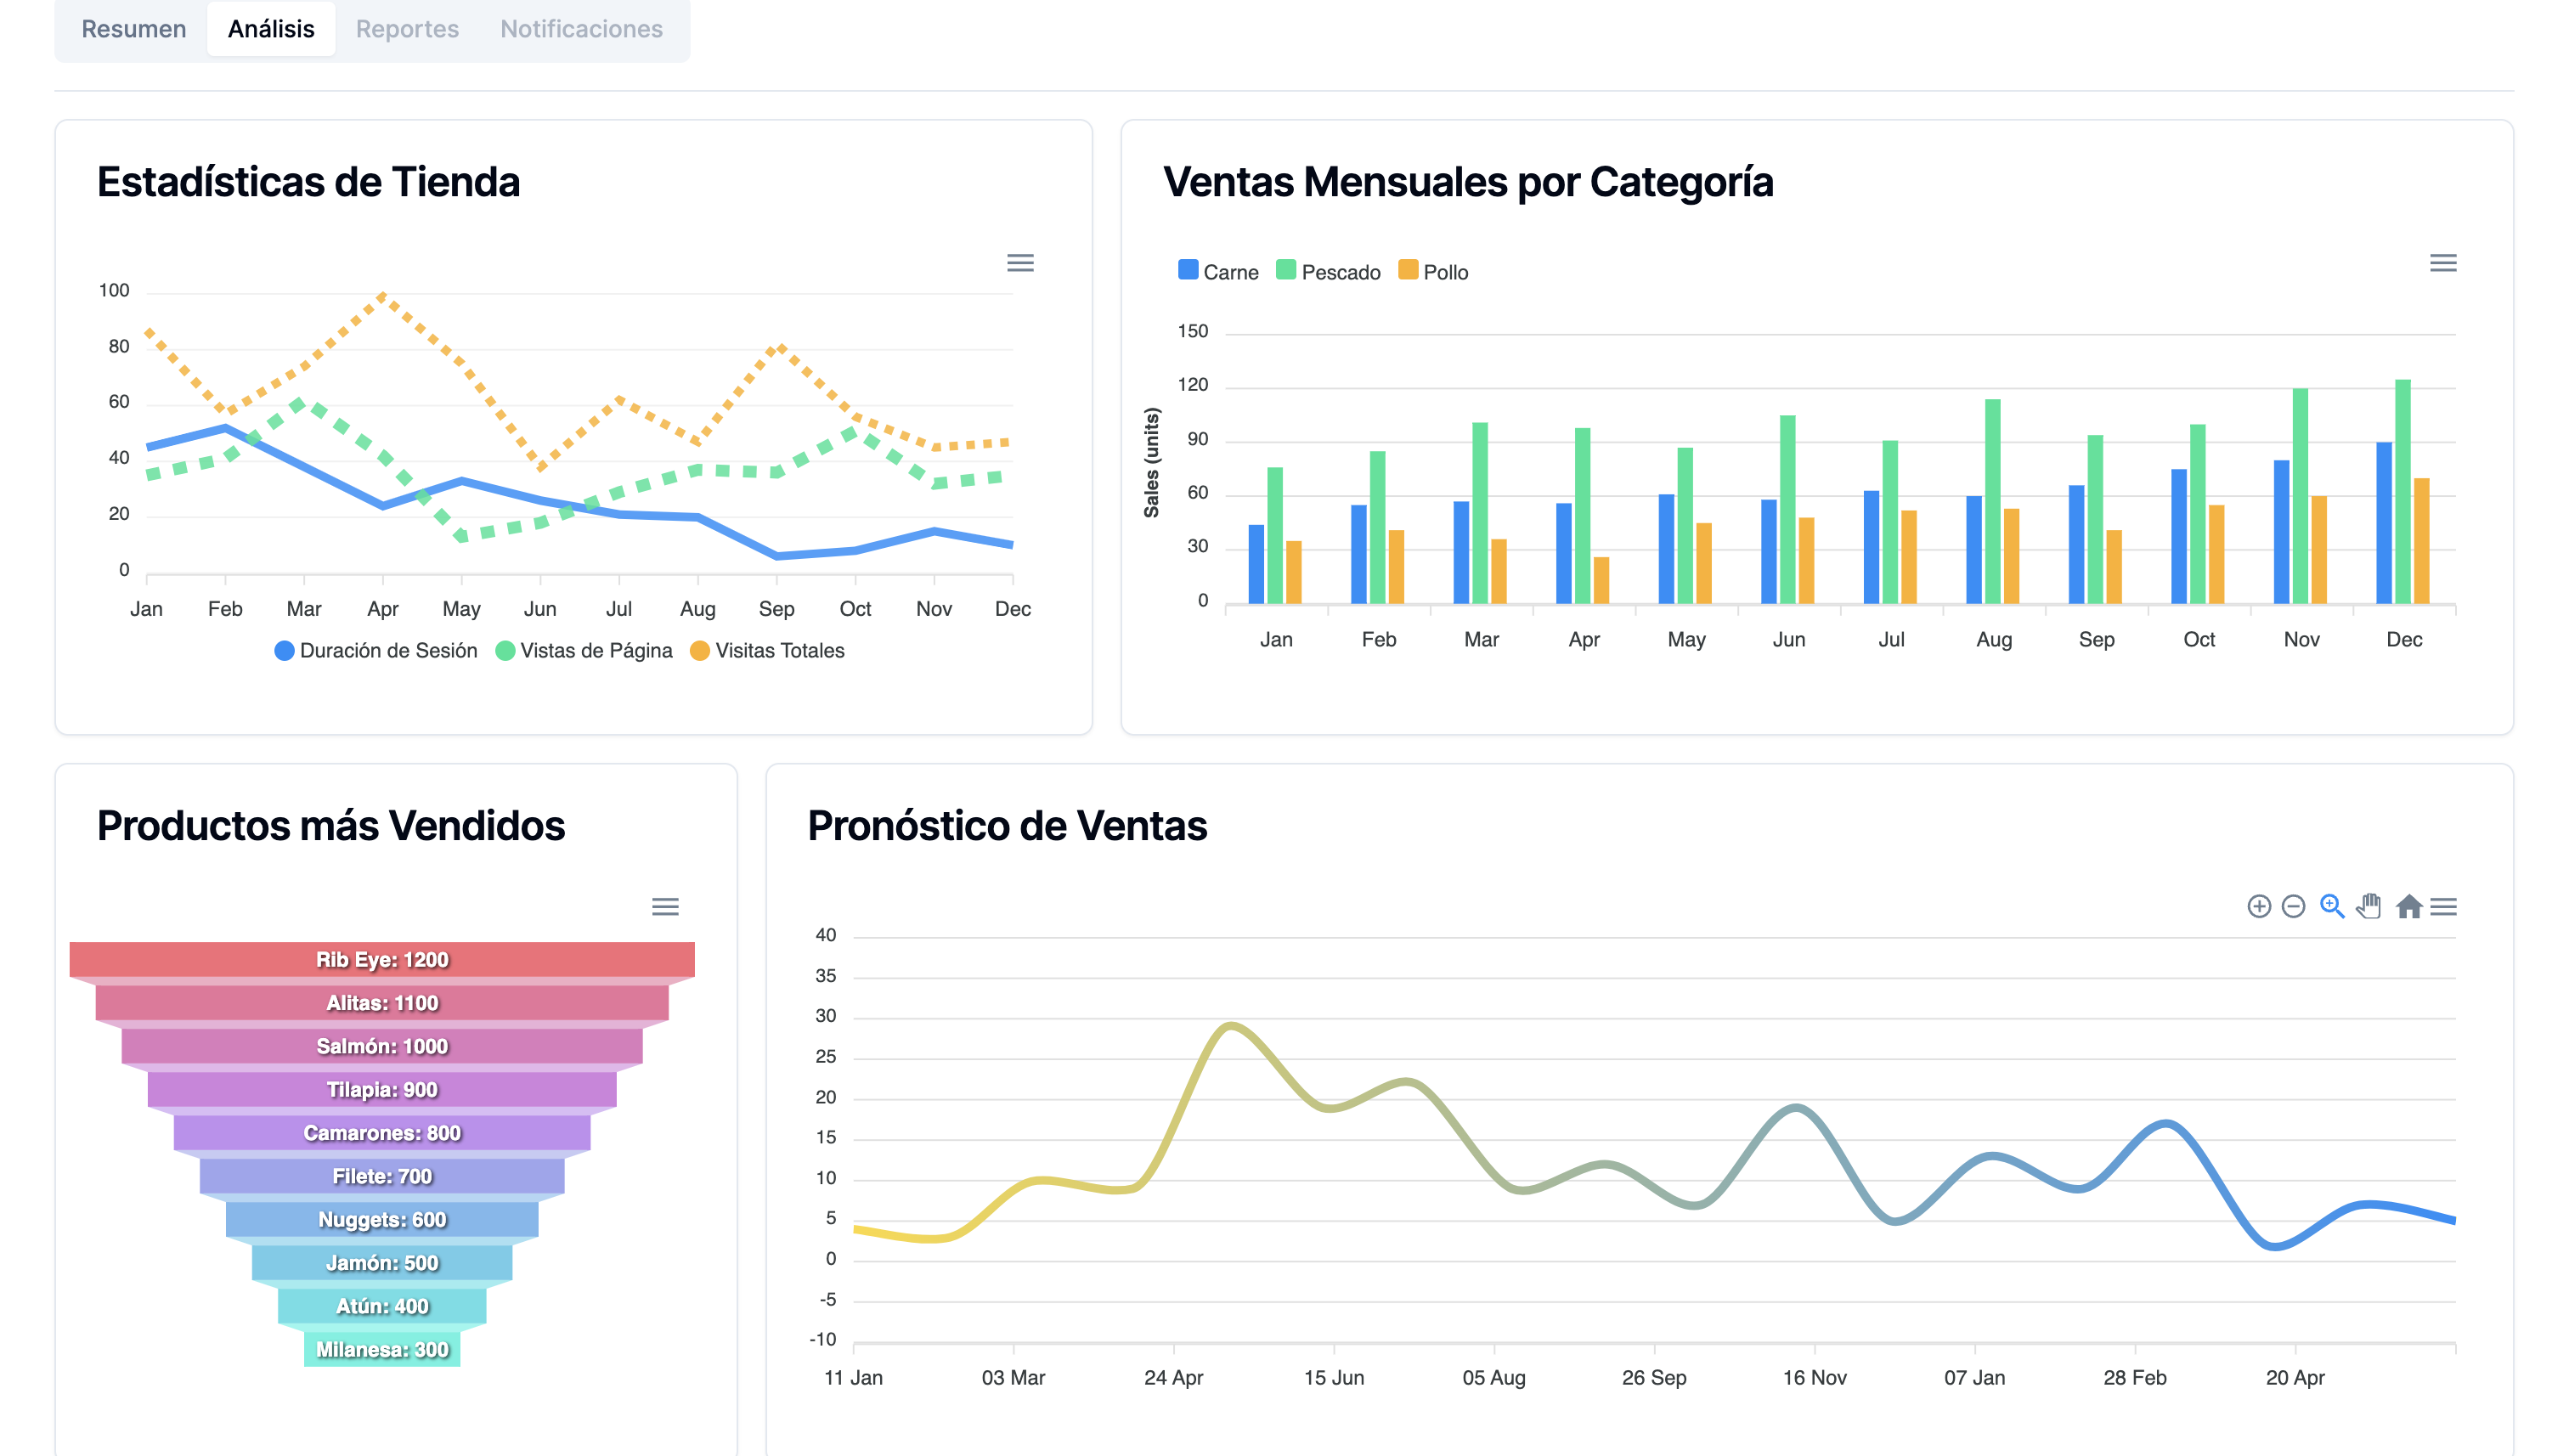 Resumen Análisis Reportes Notificaciones
Estadísticas de Tienda
100
80
60
40
20
0
Jan Feb Mar Apr May Jun Jul Aug Sep Oct Nov Dec
Duración de Sesión Vistas de Página Visitas Totales
Ventas Mensuales por Categoría
Carne Pescado Pollo
Sales (units)
150
120
90
60
30
0
Jan Feb Mar Apr May Jun Jul Aug Sep Oct Nov Dec
Productos más Vendidos
Rib Eye: 1200
Alitas: 1100
Salmón: 1000
Tilapia: 900
Camarones: 800
Filete: 700
Nuggets: 600
Jamón: 500
Atún: 400
Milanesa: 300
Pronóstico de Ventas
40
35
30
25
20
15
10
5
0
-5
-10
11 Jan 03 Mar 24 Apr 15 Jun 05 Aug 26 Sep 16 Nov 07 Jan 28 Feb 20 Apr